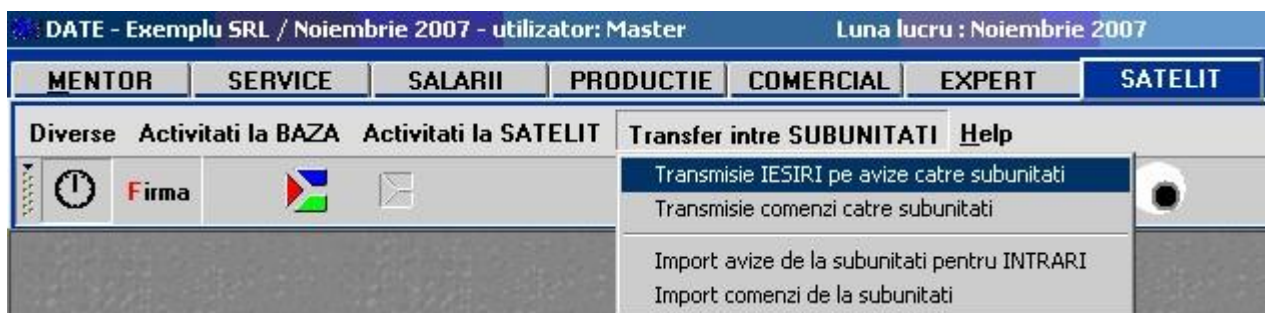 DATE - Exemplu SRL / Noiembrie 2007 - utilizator: Master Luna lucru : Noiembrie 2007
MENTOR SERVICE SALARII PRODUCTIE COMERCIAL EXPERT SATELIT
Diverse Activitati la BAZA Activitati la SATELIT Transfer intre SUBUNITATI Help
Firma
Transmisie IESIRI pe avize catre subunitati
Transmisie comenzi catre subunitati
Import avize de la subunitati pentru INTRARI
Import comenzi de la subunitati